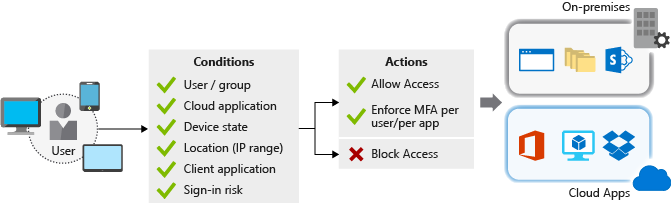 User
Conditions
User / group
Cloud application
Device state
Location (IP range)
Client application
Sign-in risk
Actions
Allow Access
Enforce MFA per
user/per app
Block Access
On-premises
Cloud Apps